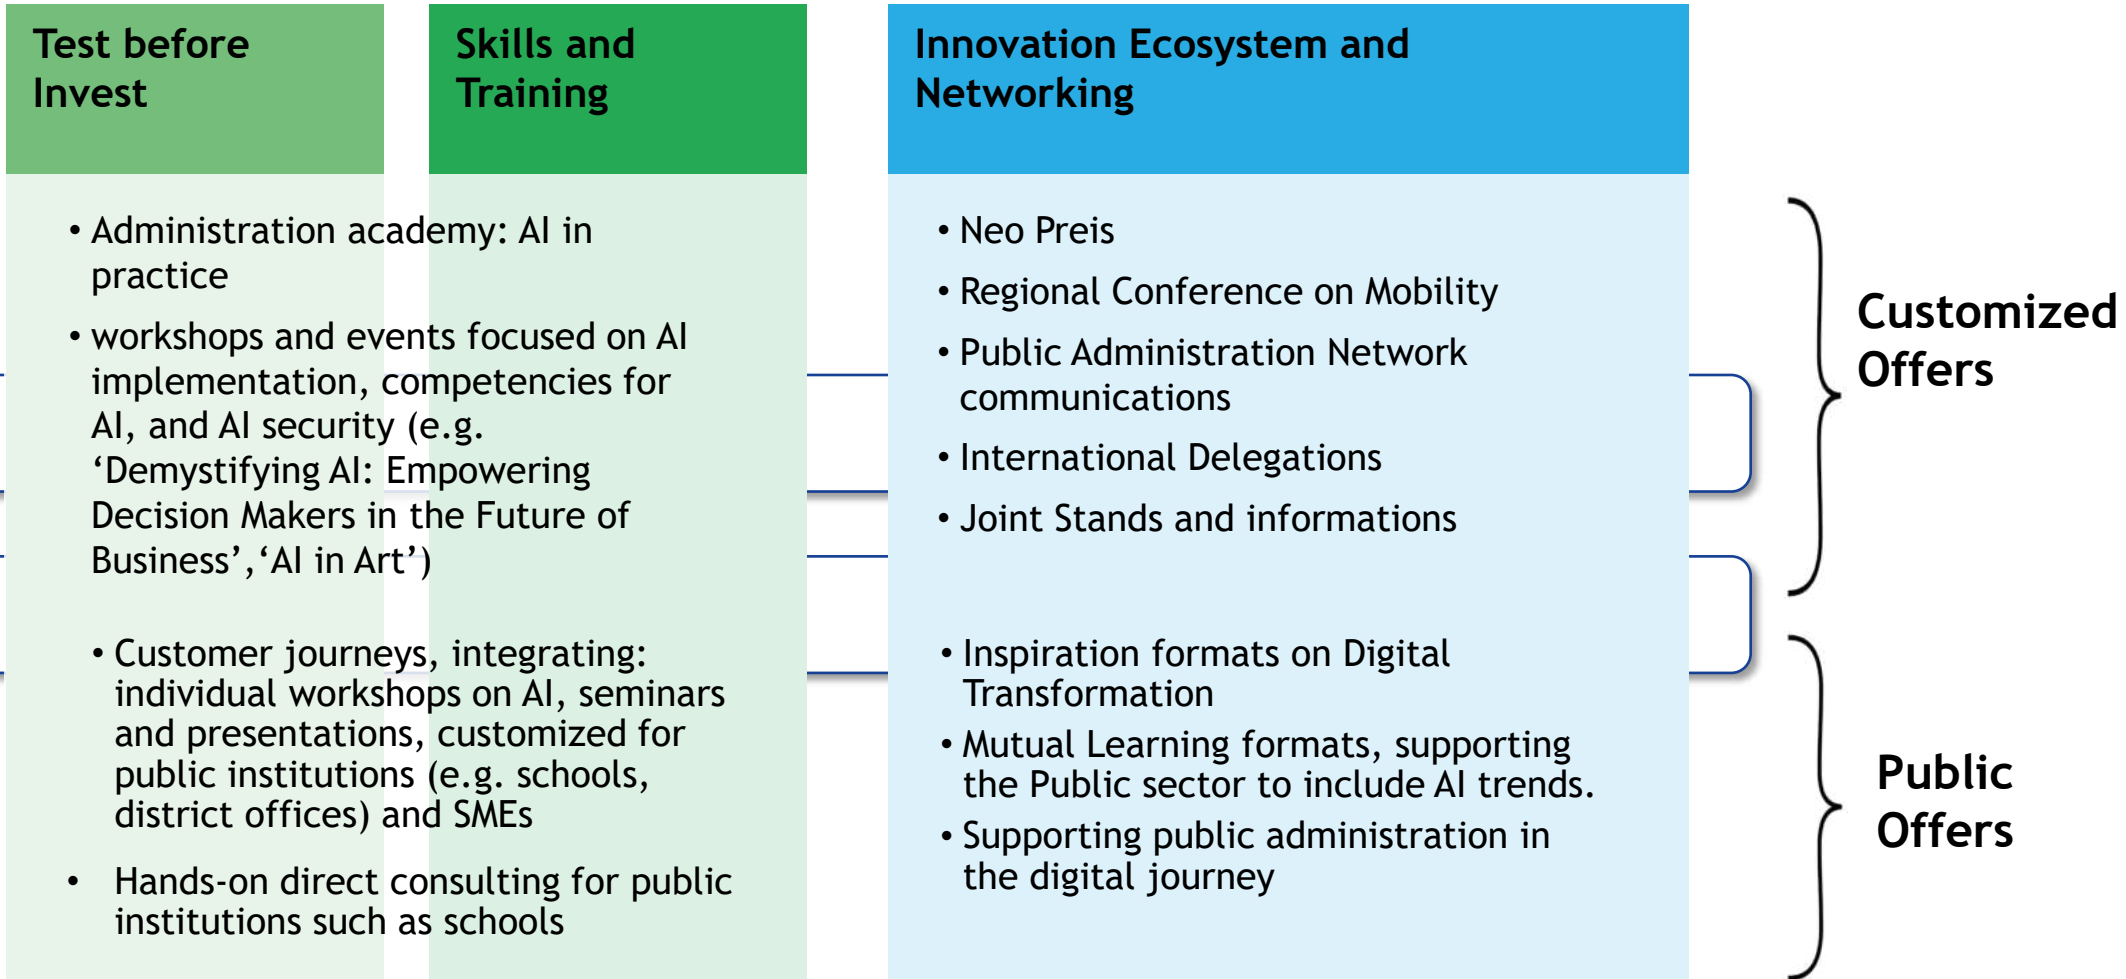 Test before
Invest
Skills and
Training
Innovation Ecosystem and
Networking
• Administration academy: AI in
practice
• workshops and events focused on AI
implementation, competencies for
AI, and AI security (e.g.
‘Demystifying AI: Empowering
Decision Makers in the Future of
Business’,‘AI in Art’)
• Customer journeys, integrating:
individual workshops on AI, seminars
and presentations, customized for
public institutions (e.g. schools,
district offices) and SMEs
• Hands-on direct consulting for public
institutions such as schools
• Neo Preis
• Regional Conference on Mobility
• Public Administration Network
communications
• International Delegations
• Joint Stands and informations
• Inspiration formats on Digital
Transformation
• Mutual Learning formats, supporting
the Public sector to include AI trends.
• Supporting public administration in
the digital journey
Customized
Offers
Public
Offers